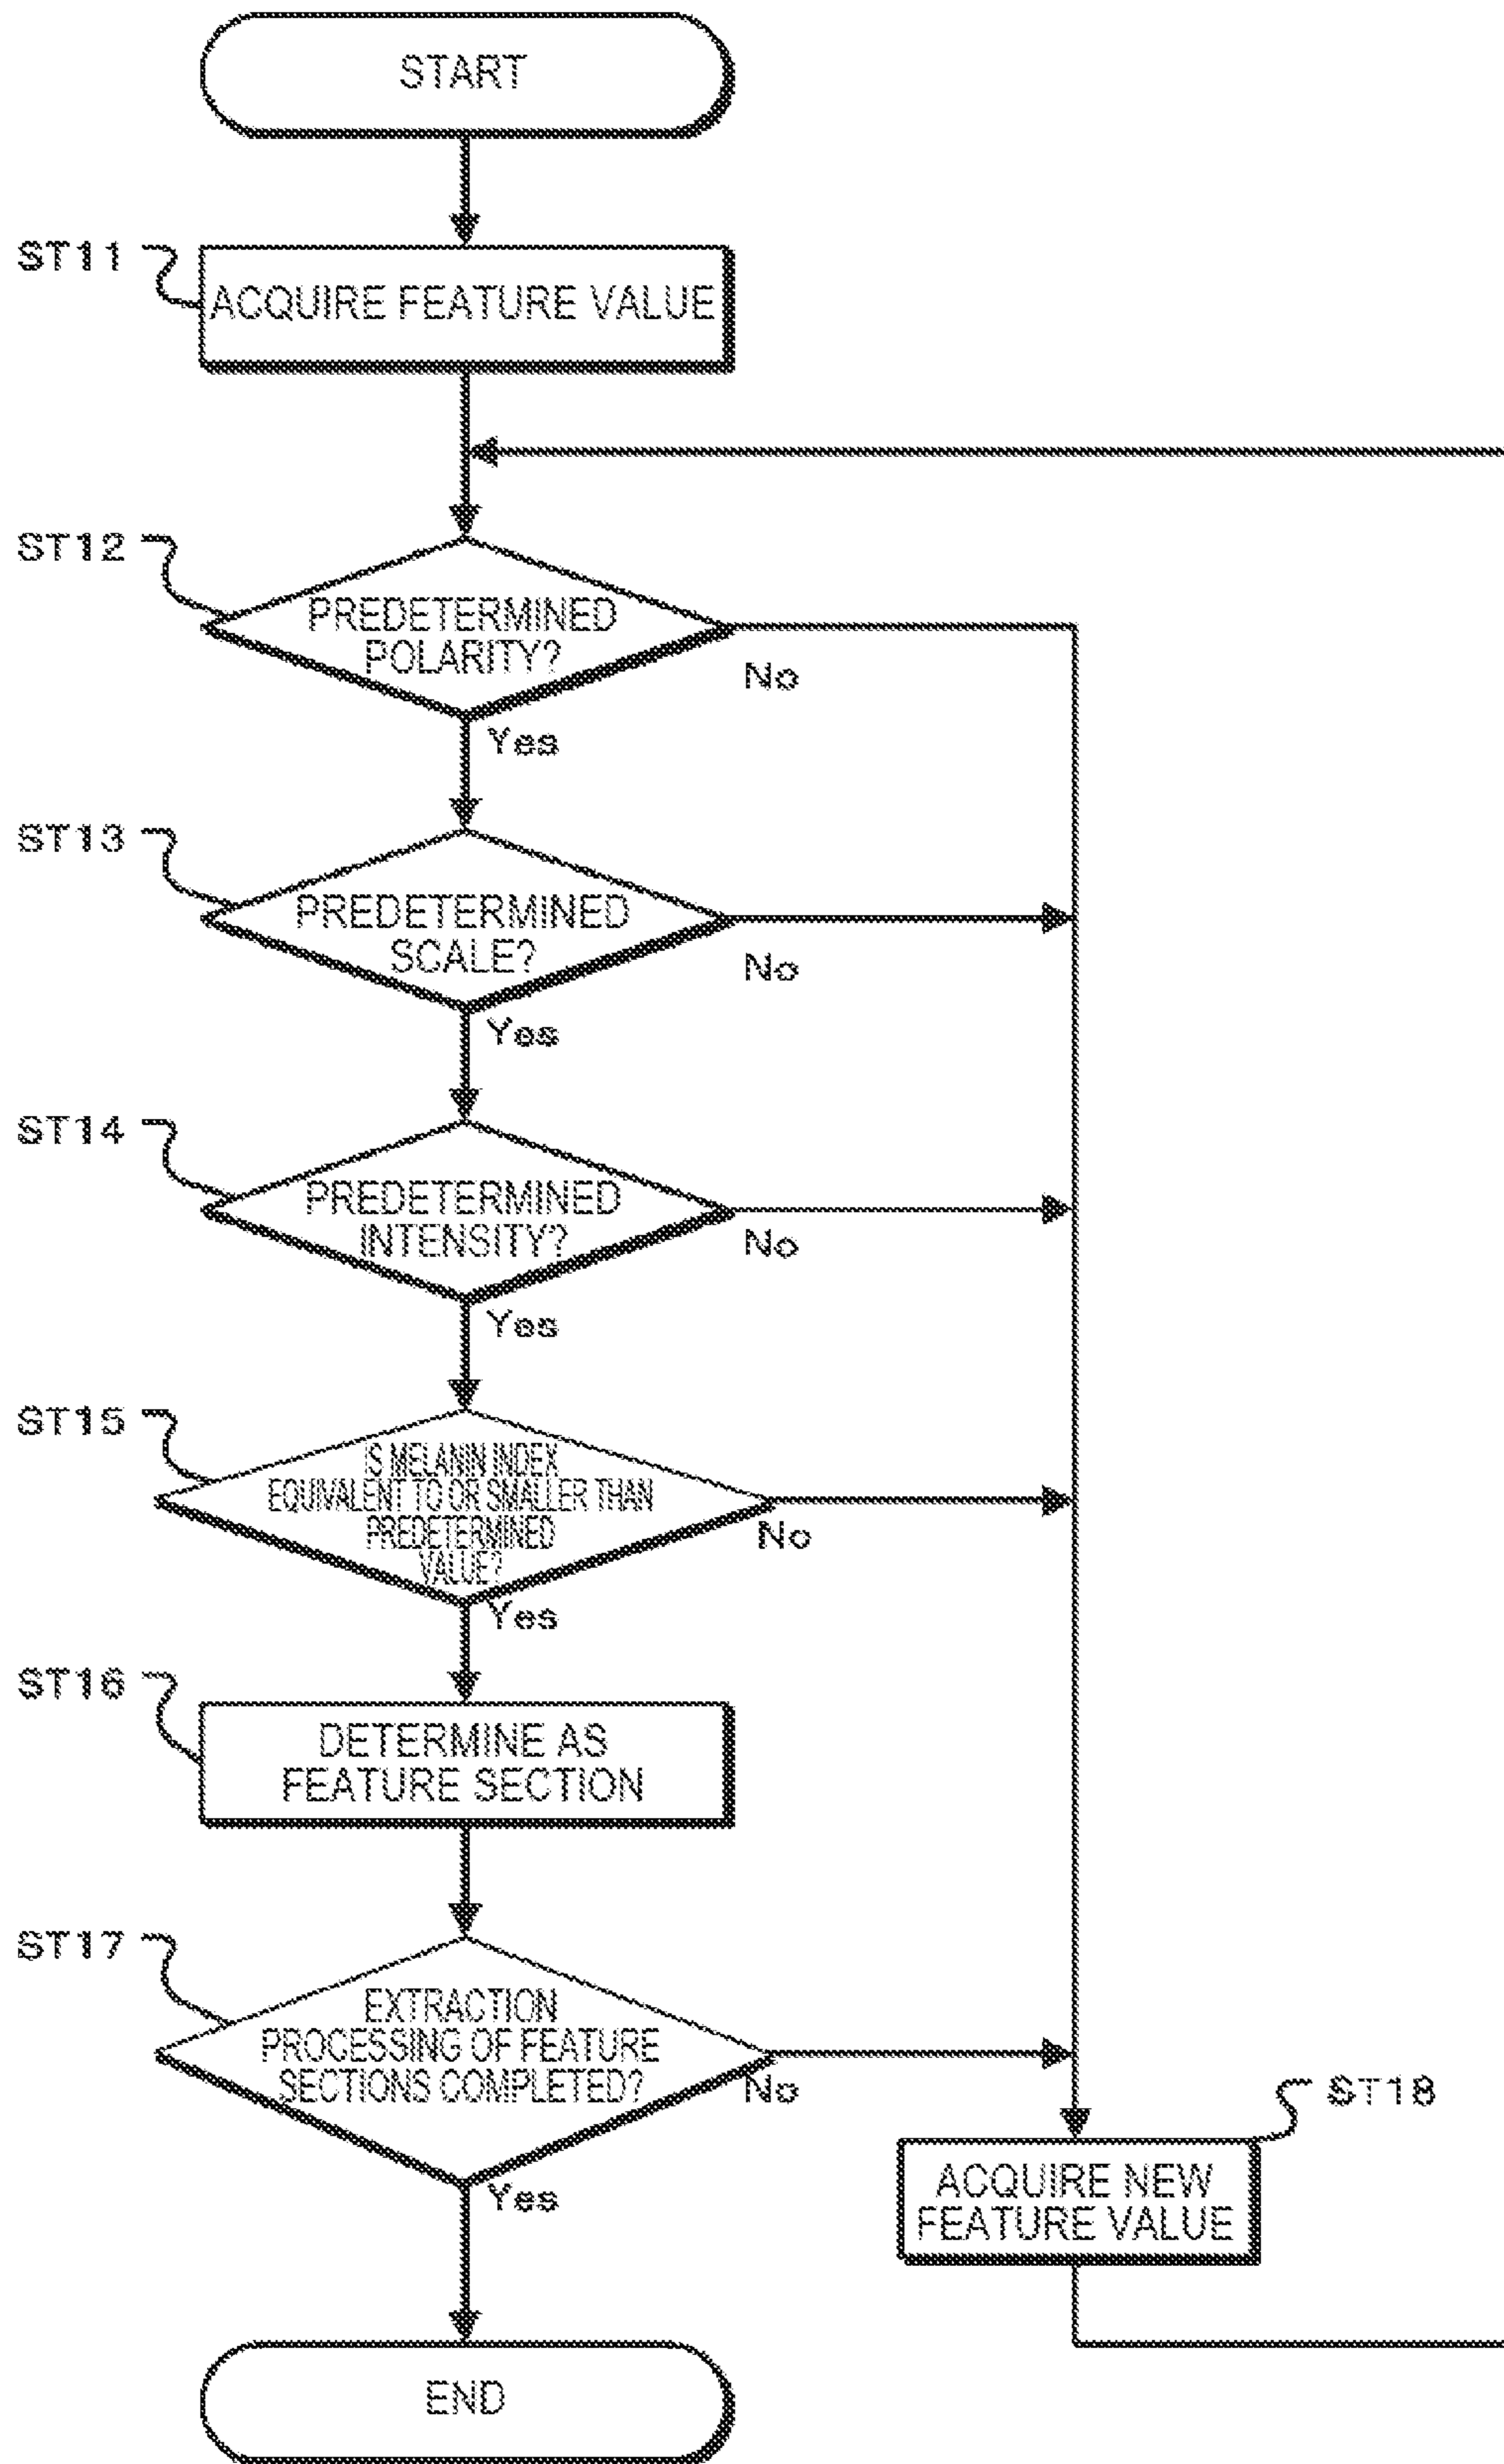 START
ST11
ACQUIRE FEATURE VALUE
ST12
PREDETERMINED
POLARITY?
No
Yes
ST13
PREDETERMINED
SCALE?
No
Yes
ST14
PREDETERMINED
INTENSITY?
No
Yes
ST15
IS MELANIN INDEX
EQUIVALENT TO OR SMALLER THAN
PREDETERMINED
VALUE?
No
Yes
ST16
DETERMINE AS
FEATURE SECTION
ST17
EXTRACTION
PROCESSING OF FEATURE
SECTIONS COMPLETED?
No
Yes
ST18
ACQUIRE NEW
FEATURE VALUE
END